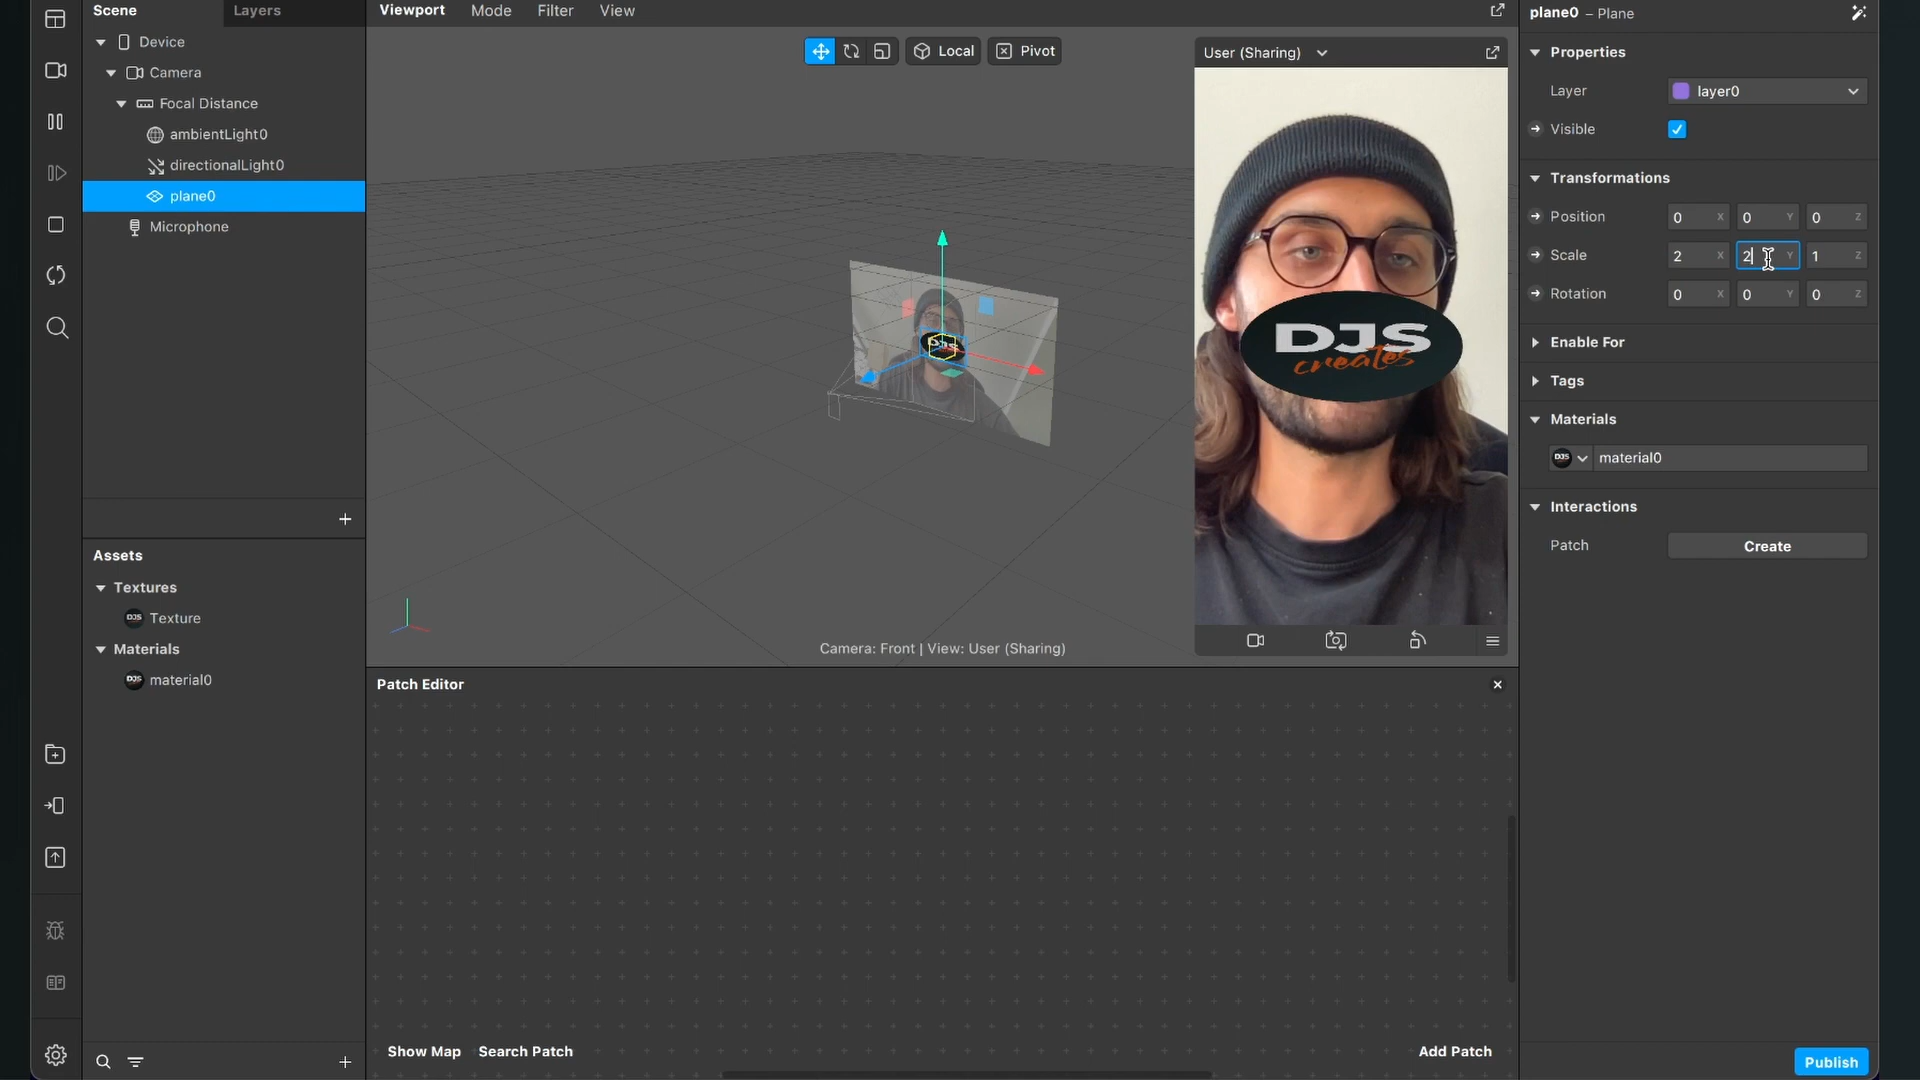 Scene
Layers
Viewport
Mode
Filter
View
plane0 – Plane
Device
Camera
Focal Distance
ambientLight0
directionalLight0
plane0
Microphone
Local
Pivot
User (Sharing)
DJS
creates
Camera: Front | View: User (Sharing)
Properties
Layer
layer0
Visible
Transformations
Position
0 X
0 Y
0 Z
Scale
2 X
2 Y
1 Z
Rotation
0 X
0 Y
0 Z
Enable For
Tags
Materials
DJS
material0
Interactions
Patch
Create
Assets
Textures
DJS Texture
Materials
DJS material0
Patch Editor
Show Map
Search Patch
Add Patch
Publish